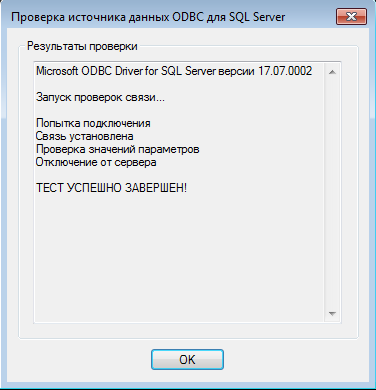 Проверка источника данных ODBC для SQL Server
Результаты проверки
Microsoft ODBC Driver for SQL Server версии 17.07.0002
Запуск проверок связи...
Попытка подключения
Связь установлена
Проверка значений параметров
Отключение от сервера
ТЕСТ УСПЕШНО ЗАВЕРШЕН!
OK